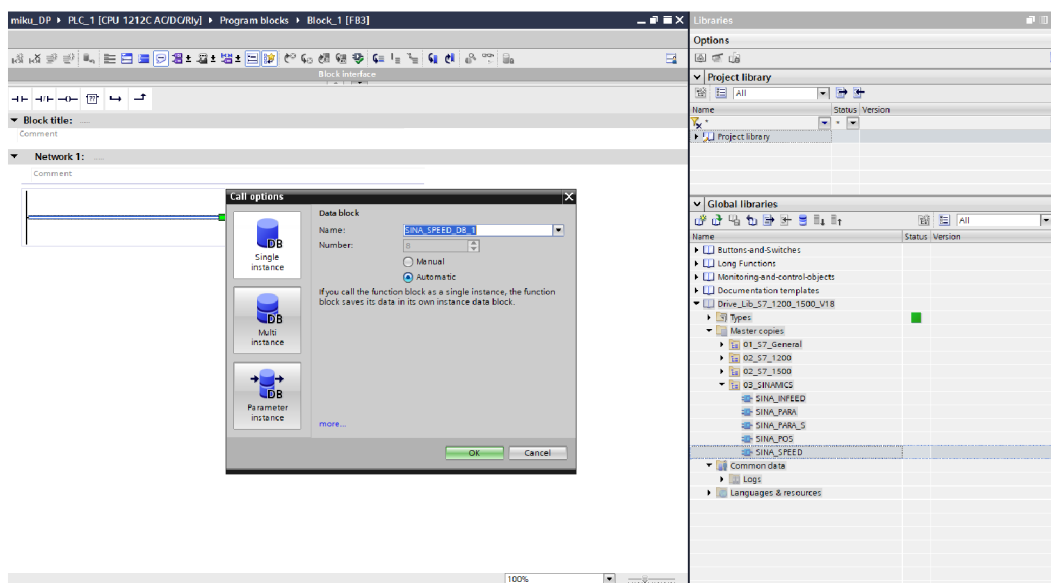 miku_DP ▸ PLC_1 [CPU 1212C AC/DC/Rly] ▸ Program blocks ▸ Block_1 [FB3]
Block interface
Block title: ....
Comment
Network 1: ....
Comment
Call options
Single instance
Multi instance
Parameter instance
Data block
Name: SINA_SPEED_DB_1
Number: 8
Manual
Automatic
If you call the function block as a single instance, the function
block saves its data in its own instance data block.
more...
OK Cancel
100%
Libraries
Options
Project library
All
Name Status Version
Project library
Global libraries
All
Name Status Version
Buttons-and-Switches
Long Functions
Monitoring-and-control-objects
Documentation templates
Drive_Lib_S7_1200_1500_V18
Types
Master copies
01_S7_General
02_S7_1200
02_S7_1500
03_SINAMICS
SINA_INFEED
SINA_PARA
SINA_PARA_S
SINA_POS
SINA_SPEED
Common data
Logs
Languages & resources